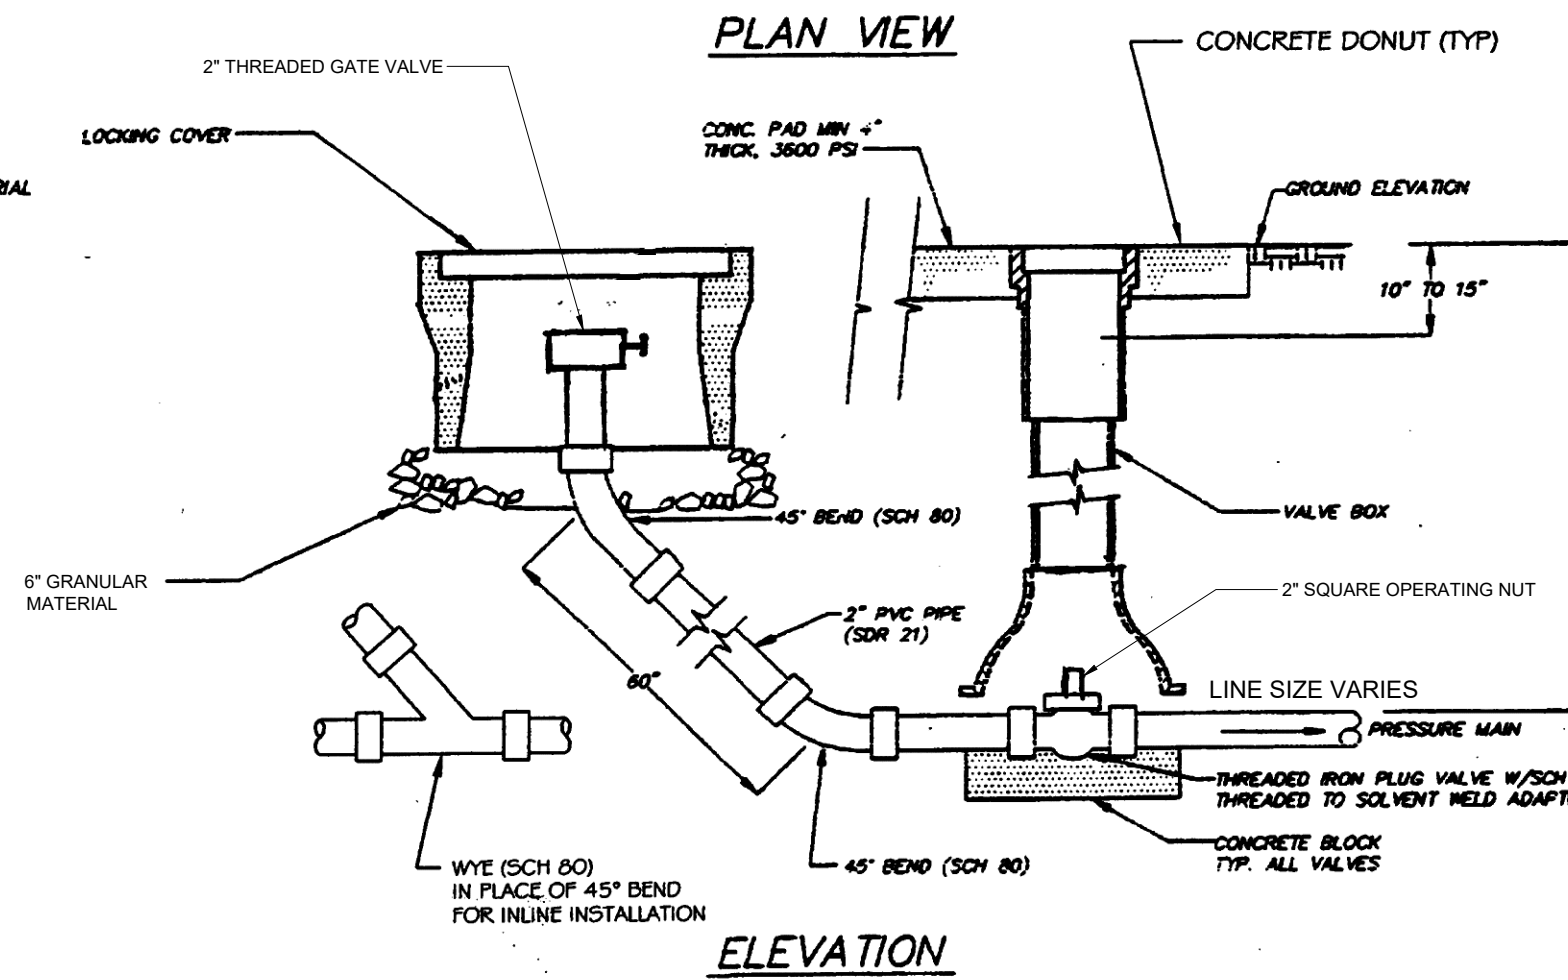 PLAN VIEW
CONCRETE DONUT (TYP)
2" THREADED GATE VALVE
LOCKING COVER
CONC. PAD MIN 4"
THICK, 3600 PSI
RIAL
GROUND ELEVATION
10" TO 15"
45° BEND (SCH 80)
VALVE BOX
6" GRANULAR
MATERIAL
2" SQUARE OPERATING NUT
2" PVC PIPE
(SDR 21)
60"
LINE SIZE VARIES
PRESSURE MAIN
THREADED IRON PLUG VALVE W/SCH
THREADED TO SOLVENT WELD ADAPT
CONCRETE BLOCK
TYP. ALL VALVES
45° BEND (SCH 80)
WYE (SCH 80)
IN PLACE OF 45° BEND
FOR INLINE INSTALLATION
ELEVATION